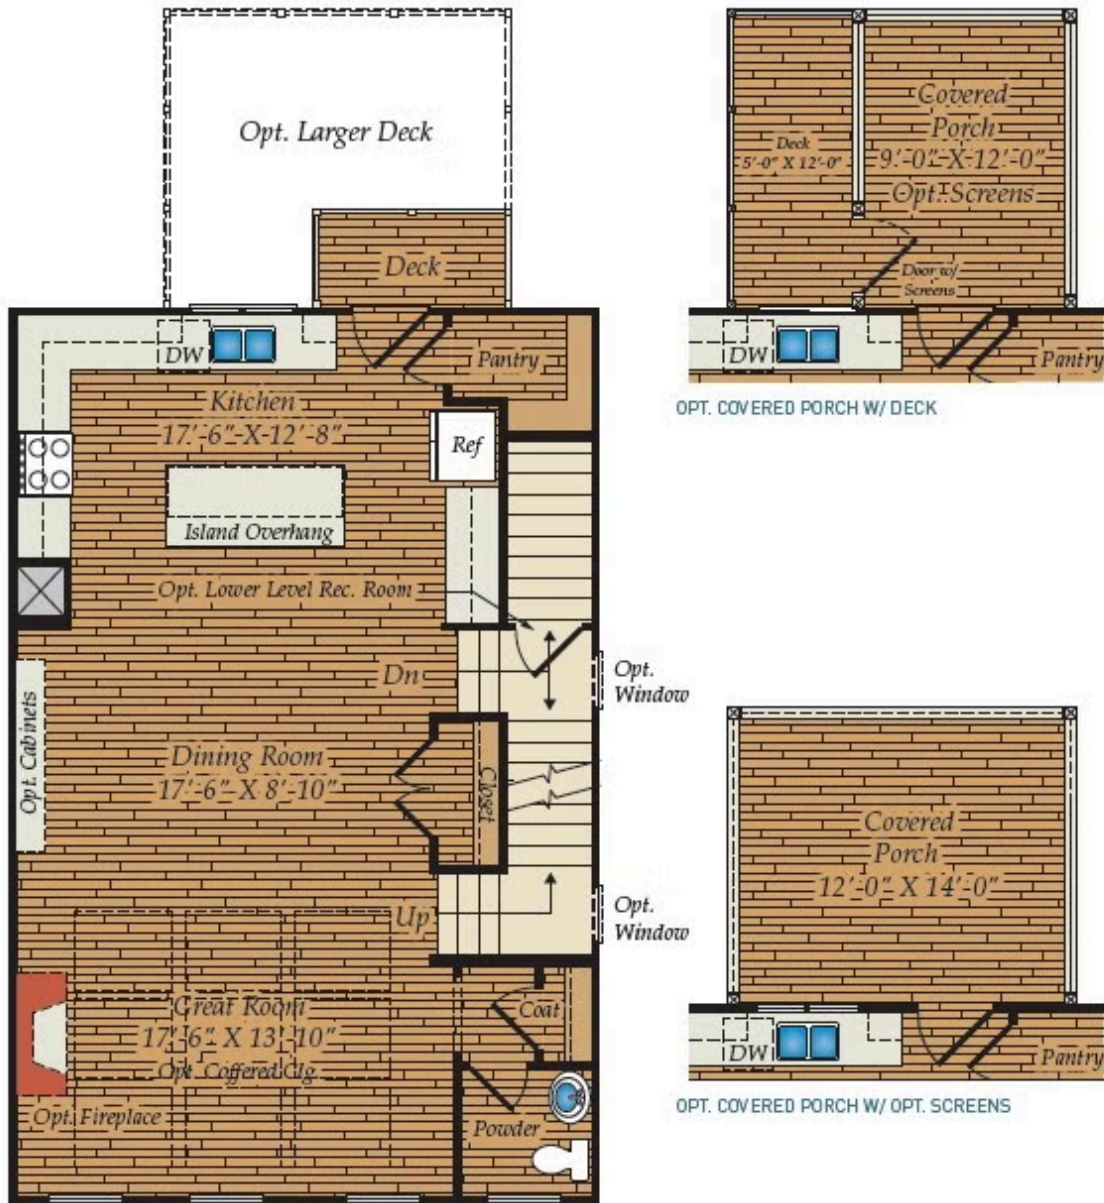 Opt. Larger Deck
Deck
DW
Pantry
Kitchen
17'-6" X 12'-8"
Ref
Island Overhang
Opt. Lower Level Rec. Room
Dn
Opt.
Window
Opt. Cabinets
Dining Room
17'-6" X 8'-10"
Closet
Up
Opt.
Window
Great Room
17'-6" X 13'-10"
Opt. Coffered Clg.
Coat
Opt. Fireplace
Powder
Deck
5'-0" X 12'-0"
Covered
Porch
9'-0" X 12'-0"
Opt. Screens
Door w/
Screens
DW
Pantry
OPT. COVERED PORCH W/ DECK
Covered
Porch
12'-0" X 14'-0"
DW
Pantry
OPT. COVERED PORCH W/ OPT. SCREENS